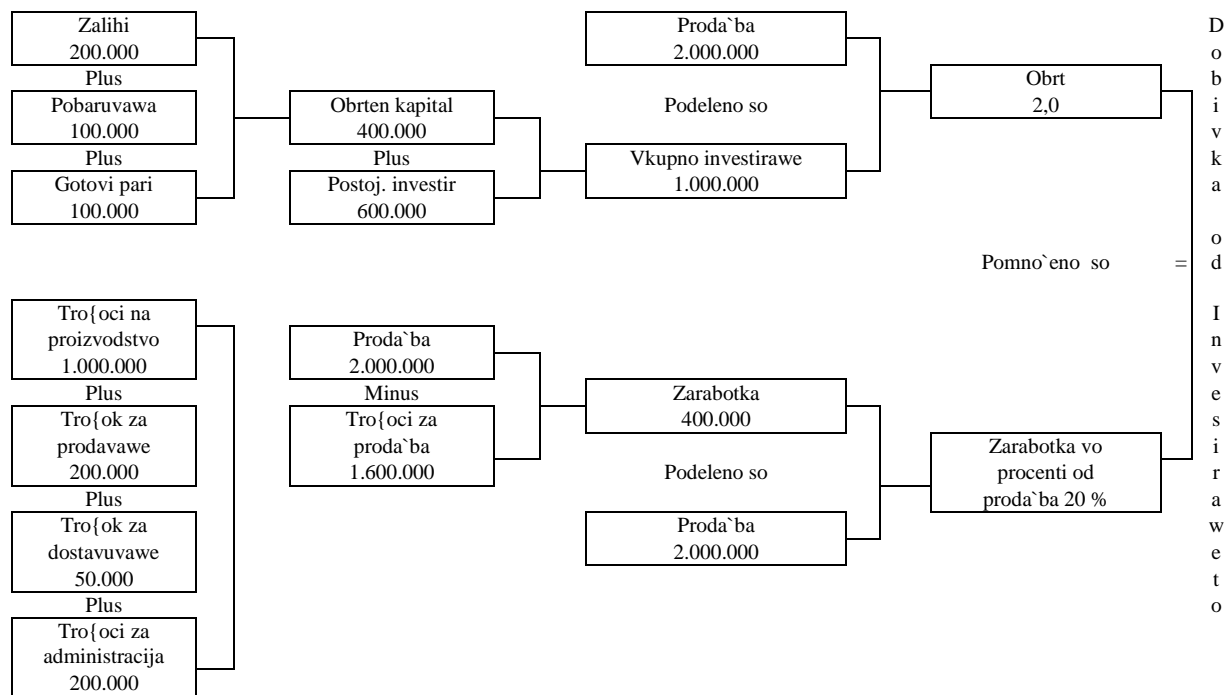 Zalihi
200.000
Plus
Pobaruvawa
100.000
Plus
Gotovi pari
100.000
Obrten kapital
400.000
Plus
Postoj. investir
600.000
Proda`ba
2.000.000
Podeleno so
Vkupno investirawe
1.000.000
Obrt
2,0
Pomno`eno so =
Tro{oci na
proizvodstvo
1.000.000
Plus
Tro{ok za
prodavawe
200.000
Plus
Tro{ok za
dostavuvawe
50.000
Plus
Tro{oci za
administracija
200.000
Proda`ba
2.000.000
Minus
Tro{oci za
proda`ba
1.600.000
Zarabotka
400.000
Podeleno so
Proda`ba
2.000.000
Zarabotka vo
procenti od
proda`ba 20 %
Dobivka od Invesiraweto